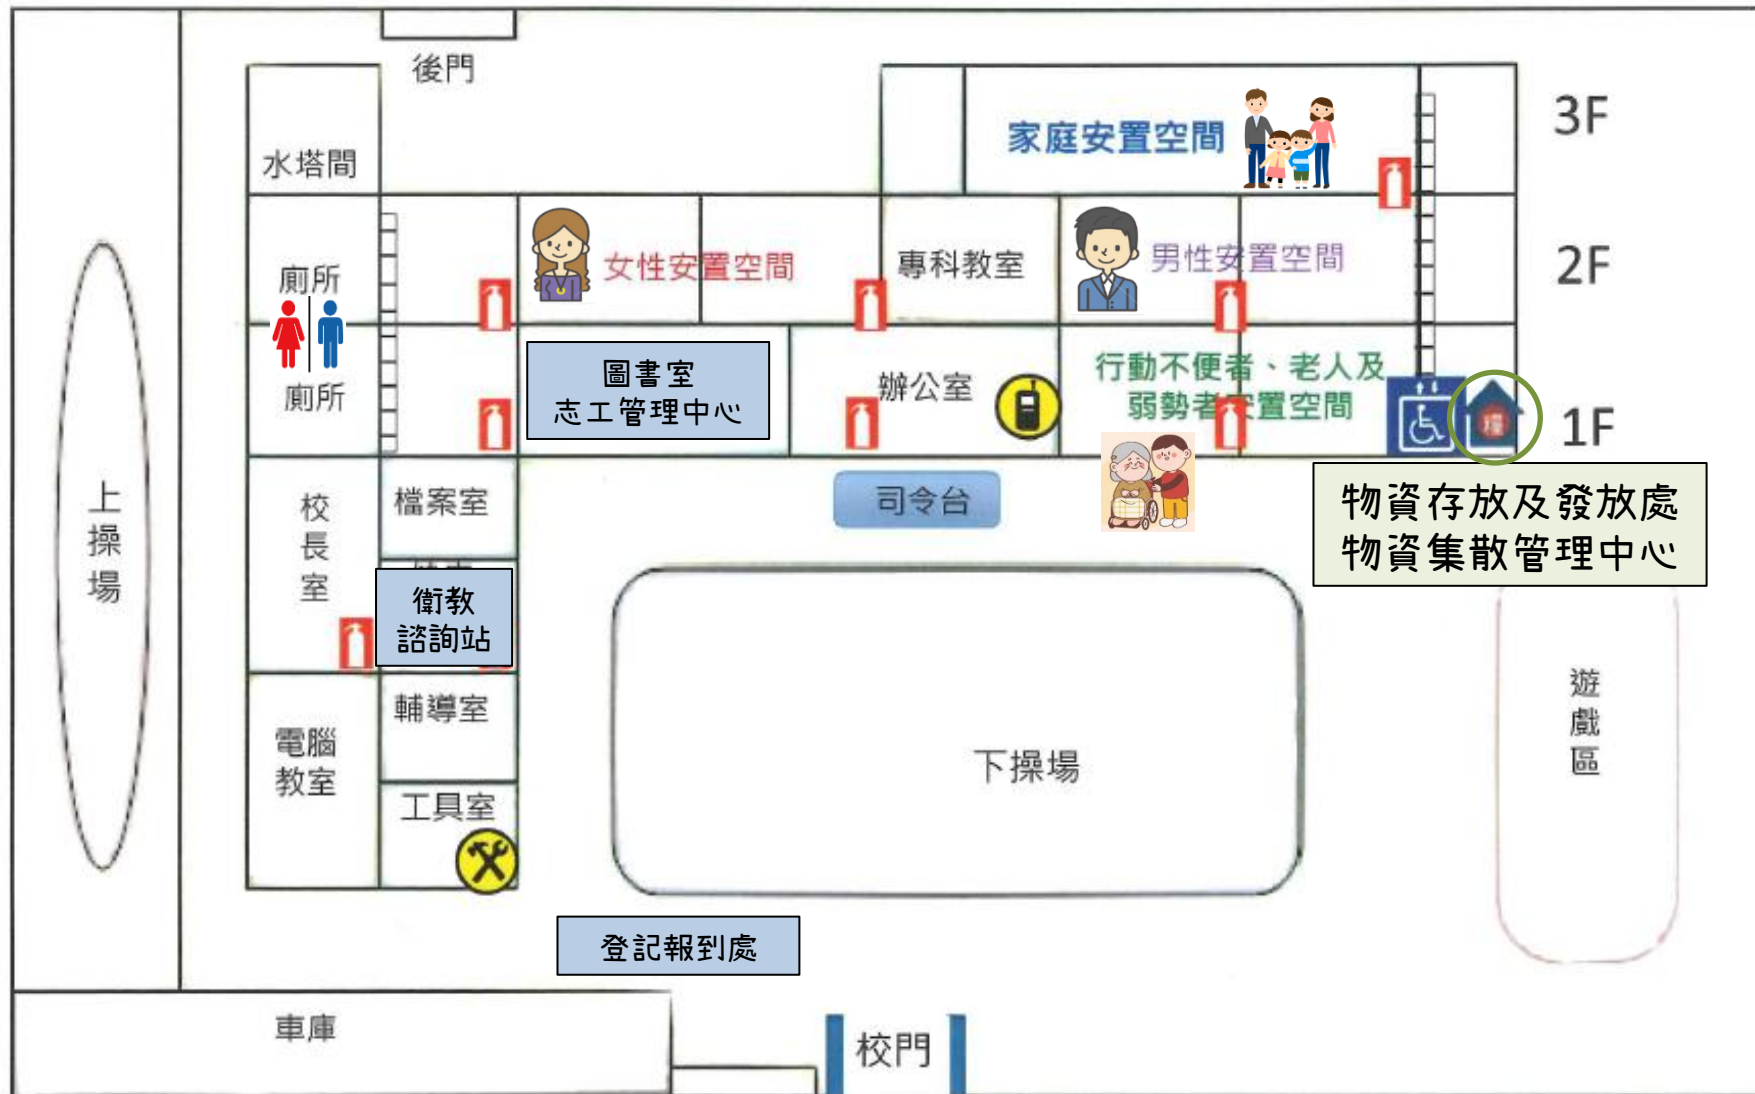 後門
3F
家庭安置空間
水塔間
2F
廁所
女性安置空間
專科教室
男性安置空間
1F
廁所
圖書室
志工管理中心
辦公室
行動不便者、老人及
弱勢者安置空間
糧
物資存放及發放處
物資集散管理中心
上操場
校長室
檔案室
司令台
衛教
諮詢站
輔導室
電腦
教室
工具室
下操場
遊戲區
登記報到處
車庫
校門